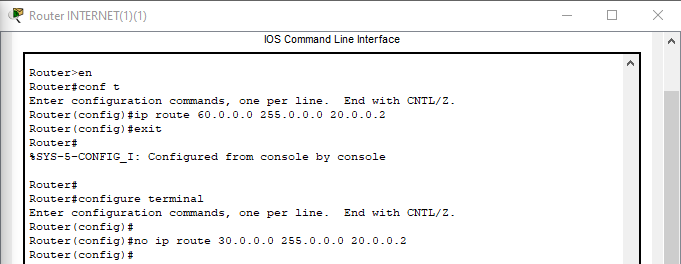 Router INTERNET(1)(1)
IOS Command Line Interface
Router>en
Router#conf t
Enter configuration commands, one per line.  End with CNTL/Z.
Router(config)#ip route 60.0.0.0 255.0.0.0 20.0.0.2
Router(config)#exit
Router#
%SYS-5-CONFIG_I: Configured from console by console
Router#
Router#configure terminal
Enter configuration commands, one per line.  End with CNTL/Z.
Router(config)#
Router(config)#no ip route 30.0.0.0 255.0.0.0 20.0.0.2
Router(config)#